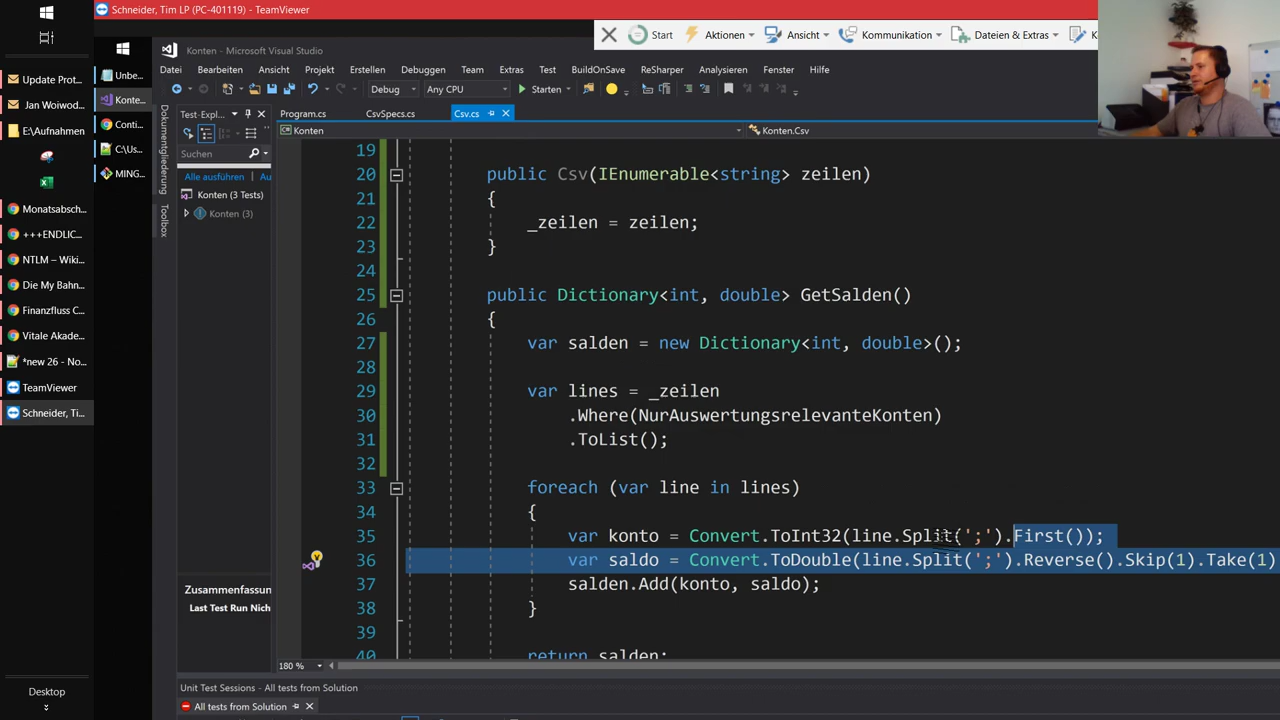 Schneider, Tim LP (PC-401119) - TeamViewer
Start
Aktionen
Ansicht
Kommunikation
Dateien & Extras
Konten - Microsoft Visual Studio
Datei Bearbeiten Ansicht Projekt Erstellen Debuggen Team Extras Test BuildOnSave ReSharper Analysieren Fenster Hilfe
Debug Any CPU Starten
Update Prot...
Jan Woiwod...
E:\Aufnahmen
Monatsabsch...
+++ENDLIC...
NTLM – Wiki...
Die My Bahn...
Finanzfluss C...
Vitale Akade...
*new 26 - No...
TeamViewer
Schneider, Ti...
Desktop
Unbe...
Konte...
Conti...
C:\Us...
MING...
Dokumentgliederung
Toolbox
Test-Expl...
Suchen
Alle ausführen Au
Konten (3 Tests)
Konten (3)
Zusammenfassun
Last Test Run Nich
Program.cs CsvSpecs.cs Csv.cs
Konten Konten.Csv
19
20 public Csv(IEnumerable<string> zeilen)
21 {
22 _zeilen = zeilen;
23 }
24
25 public Dictionary<int, double> GetSalden()
26 {
27 var salden = new Dictionary<int, double>();
28
29 var lines = _zeilen
30 .Where(NurAuswertungsrelevanteKonten)
31 .ToList();
32
33 foreach (var line in lines)
34 {
35 var konto = Convert.ToInt32(line.Split(';').First());
36 var saldo = Convert.ToDouble(line.Split(';').Reverse().Skip(1).Take(1)
37 salden.Add(konto, saldo);
38 }
39
40 return salden;
180 %
Unit Test Sessions - All tests from Solution
All tests from Solution